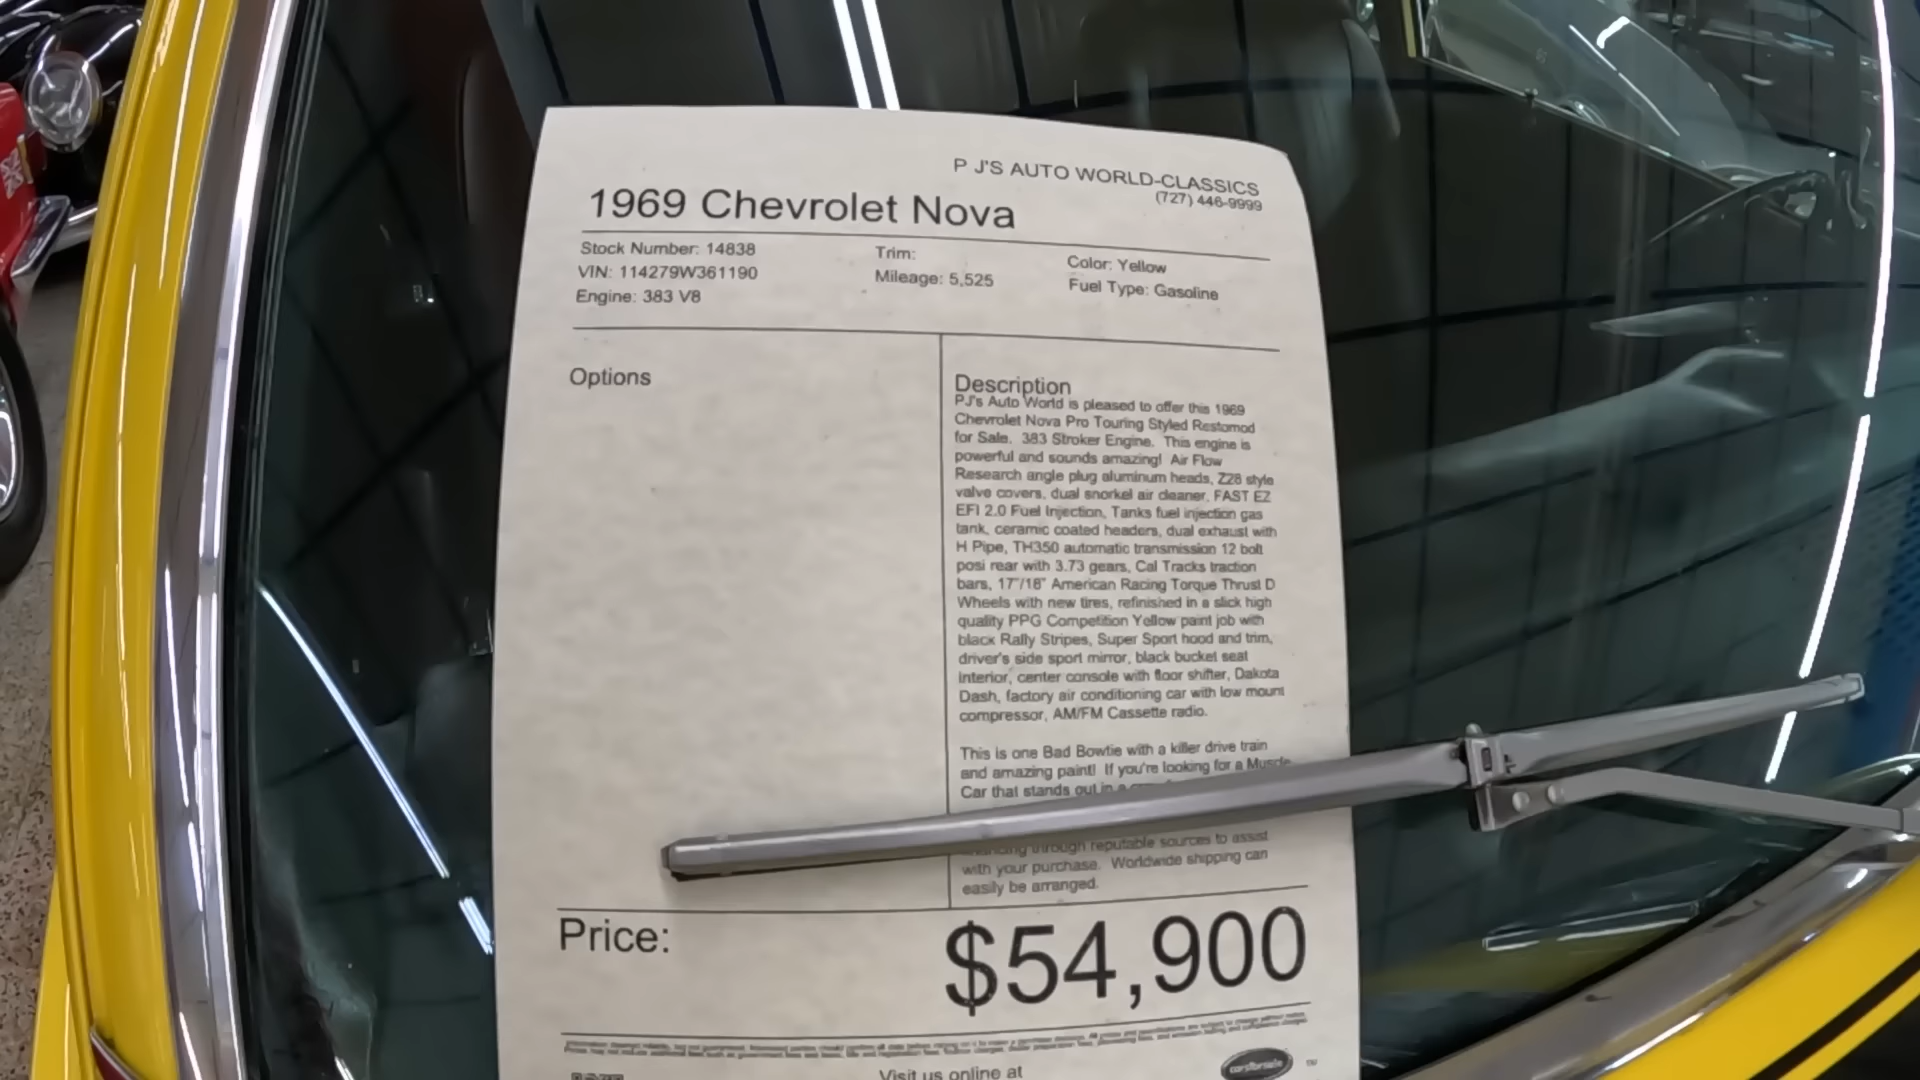 P J'S AUTO WORLD-CLASSICS
(727) 446-9999
1969 Chevrolet Nova
Stock Number: 14838
VIN: 114279W361190
Engine: 383 V8
Trim:
Mileage: 5,525
Color: Yellow
Fuel Type: Gasoline
Options
Description
PJ's Auto World is pleased to offer this 1969
Chevrolet Nova Pro Touring Styled Restomod
for Sale. 383 Stroker Engine. This engine is
powerful and sounds amazing! Air Flow
Research angle plug aluminum heads, Z28 style
valve covers, dual snorkel air cleaner, FAST EZ
EFI 2.0 Fuel Injection, Tanks fuel injection gas
tank, ceramic coated headers, dual exhaust with
H Pipe, TH350 automatic transmission 12 bolt
posi rear with 3.73 gears, Cal Tracks traction
bars, 17"/18" American Racing Torque Thrust D
Wheels with new tires, refinished in a slick high
quality PPG Competition Yellow paint job with
black Rally Stripes, Super Sport hood and trim,
driver's side sport mirror, black bucket seat
interior, center console with floor shifter, Dakota
Dash, factory air conditioning car with low mount
compressor, AM/FM Cassette radio.
This is one Bad Bowtie with a killer drive train
and amazing paint! If you're looking for a Muscle
Car that stands out in a
through reputable sources to assist
with your purchase. Worldwide shipping can
easily be arranged.
Price:
$54,900
Visit us online at
carsforsale